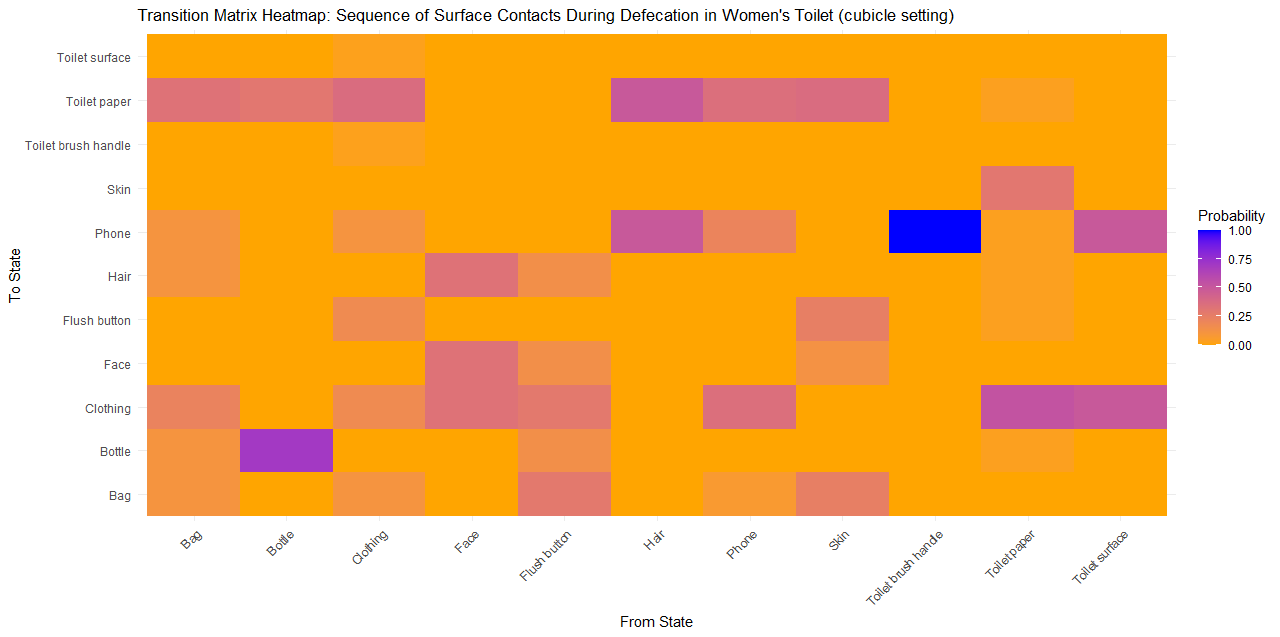 Transition Matrix Heatmap: Sequence of Surface Contacts During Defecation in Women's Toilet (cubicle setting)
To State
Toilet surface
Toilet paper
Toilet brush handle
Skin
Phone
Hair
Flush button
Face
Clothing
Bottle
Bag
Bag
Bottle
Clothing
Face
Flush button
Hair
Phone
Skin
Toilet brush handle
Toilet paper
Toilet surface
From State
Probability
1.00
0.75
0.50
0.25
0.00